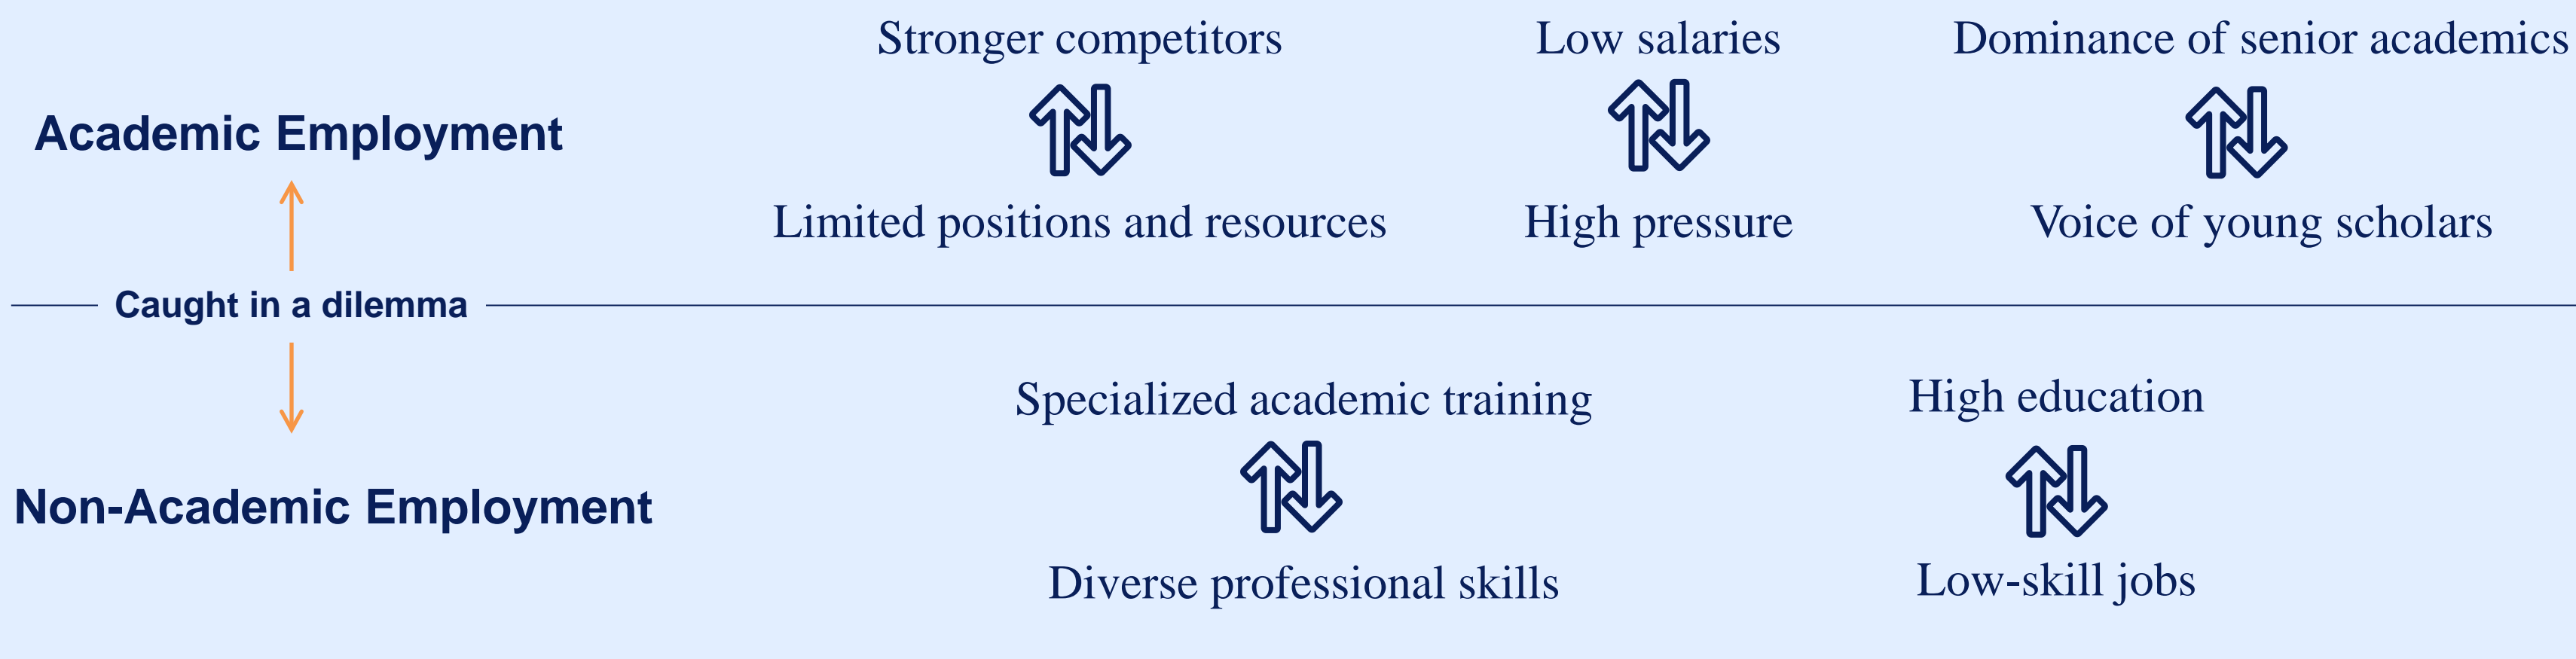 Stronger competitors
Low salaries
Dominance of senior academics
Academic Employment
Limited positions and resources
High pressure
Voice of young scholars
Caught in a dilemma
Specialized academic training
High education
Non-Academic Employment
Diverse professional skills
Low-skill jobs